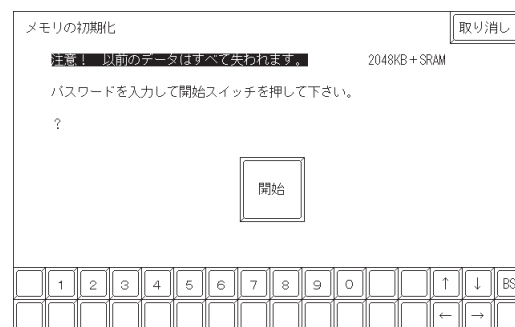 メモリの初期化 取り消し
注意！ 以前のデータはすべて失われます。 2048KB＋SRAM
パスワードを入力して開始スイッチを押して下さい。
?
開始
1 2 3 4 5 6 7 8 9 0 ↑ ↓ BS
← →